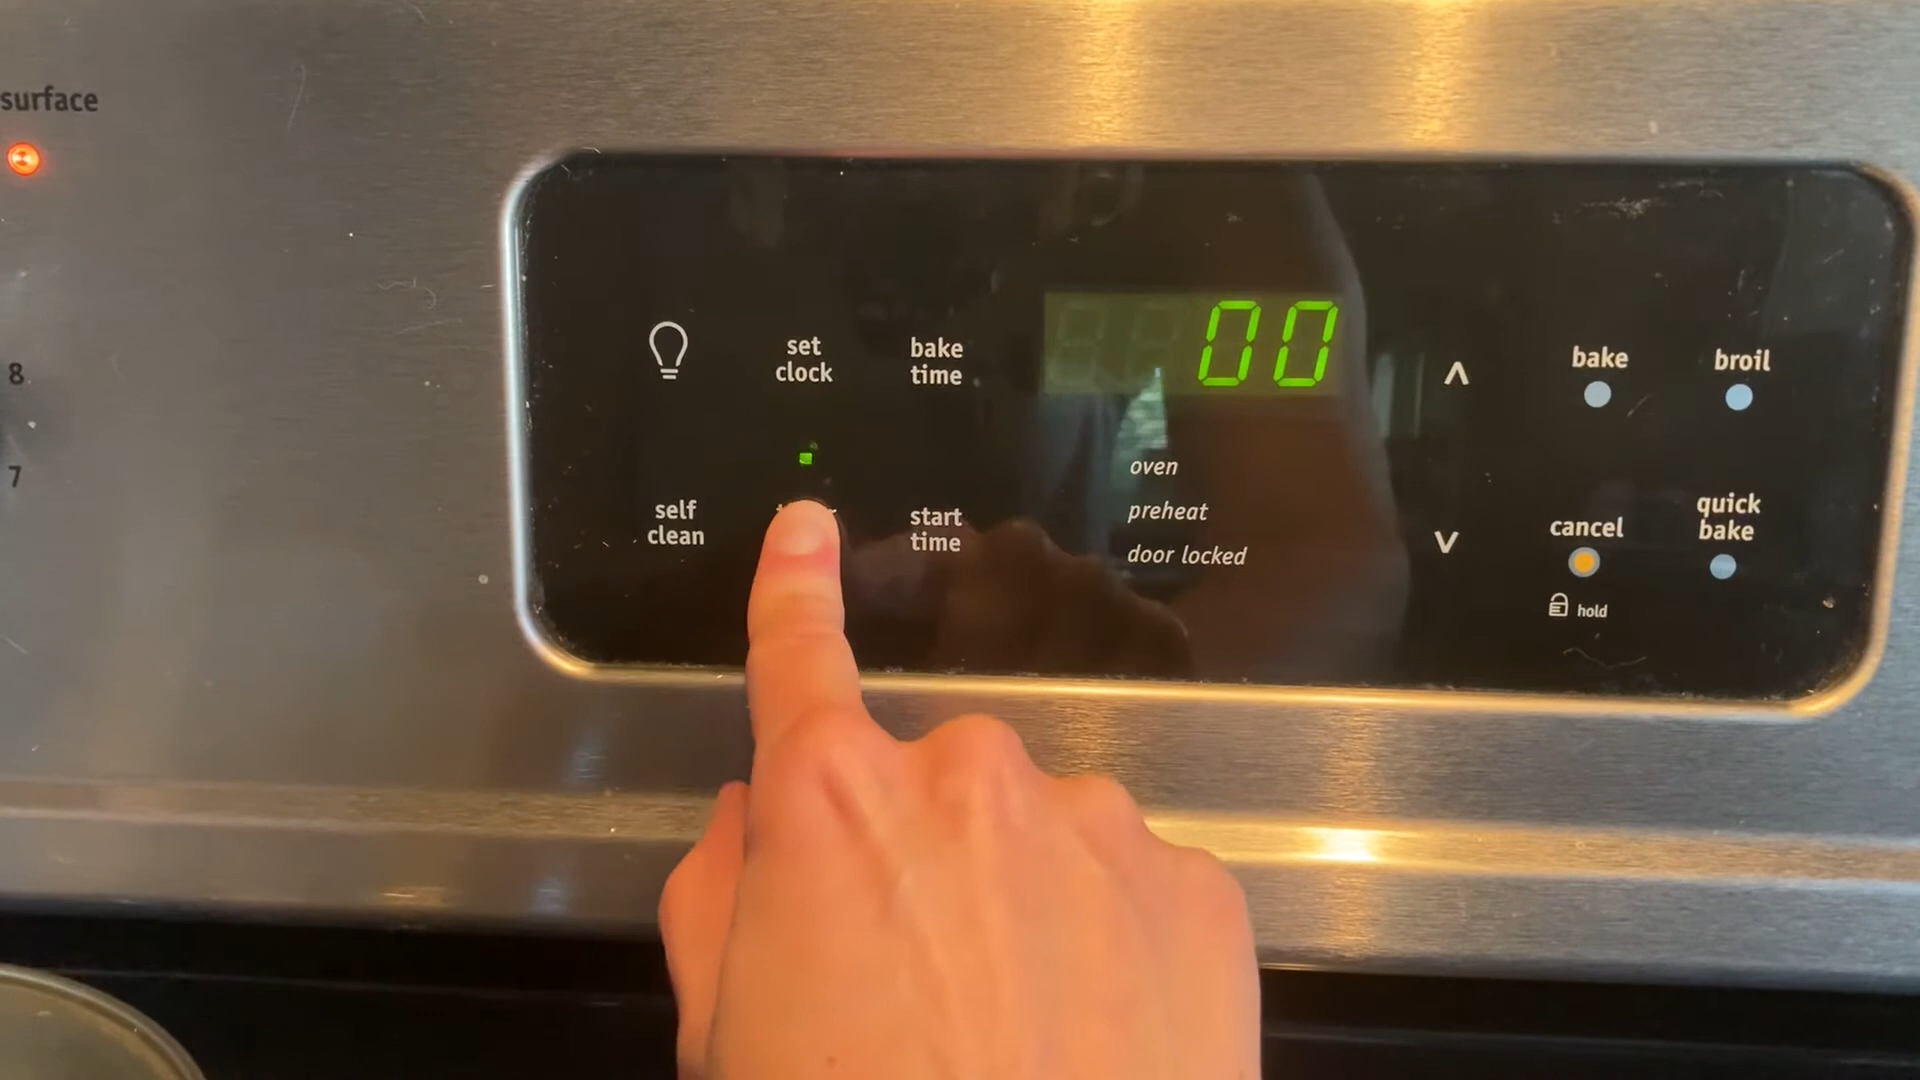 surface
8
7
set
clock
bake
time
00
bake
broil
self
clean
start
time
oven
preheat
door locked
cancel
hold
quick
bake